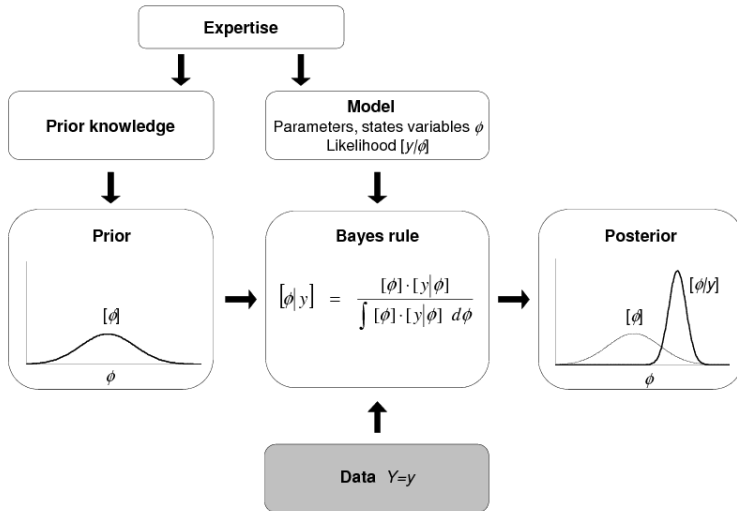 Expertise
Prior knowledge
Model
Parameters, states variables ϕ
Likelihood [y/ϕ]
Prior
[ϕ]
ϕ
Bayes rule
[ϕ|y] = [ϕ]·[y|ϕ]
∫ [ϕ]·[y|ϕ] dϕ
Posterior
[ϕ/y]
[ϕ]
ϕ
Data Y=y